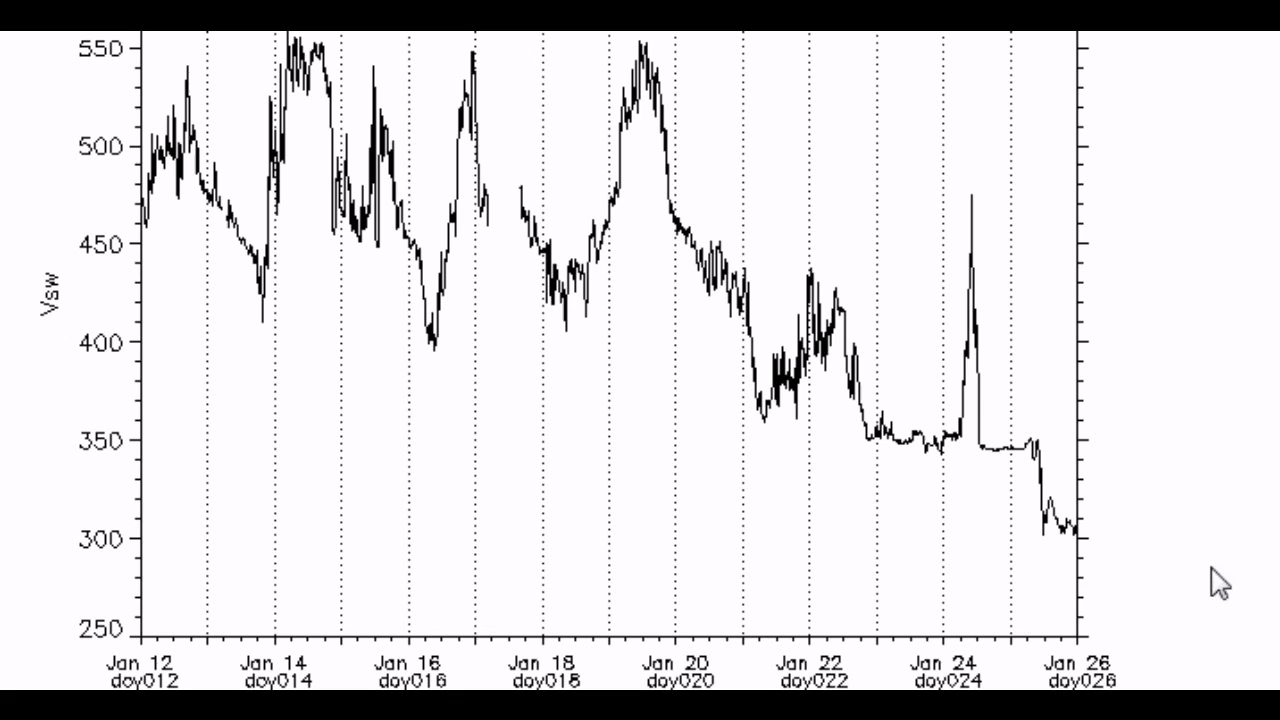 550
500
450
Vsw
400
350
300
250
Jan 12 Jan 14 Jan 16 Jan 18 Jan 20 Jan 22 Jan 24 Jan 26
doy012 doy014 doy016 doy018 doy020 doy022 doy024 doy026